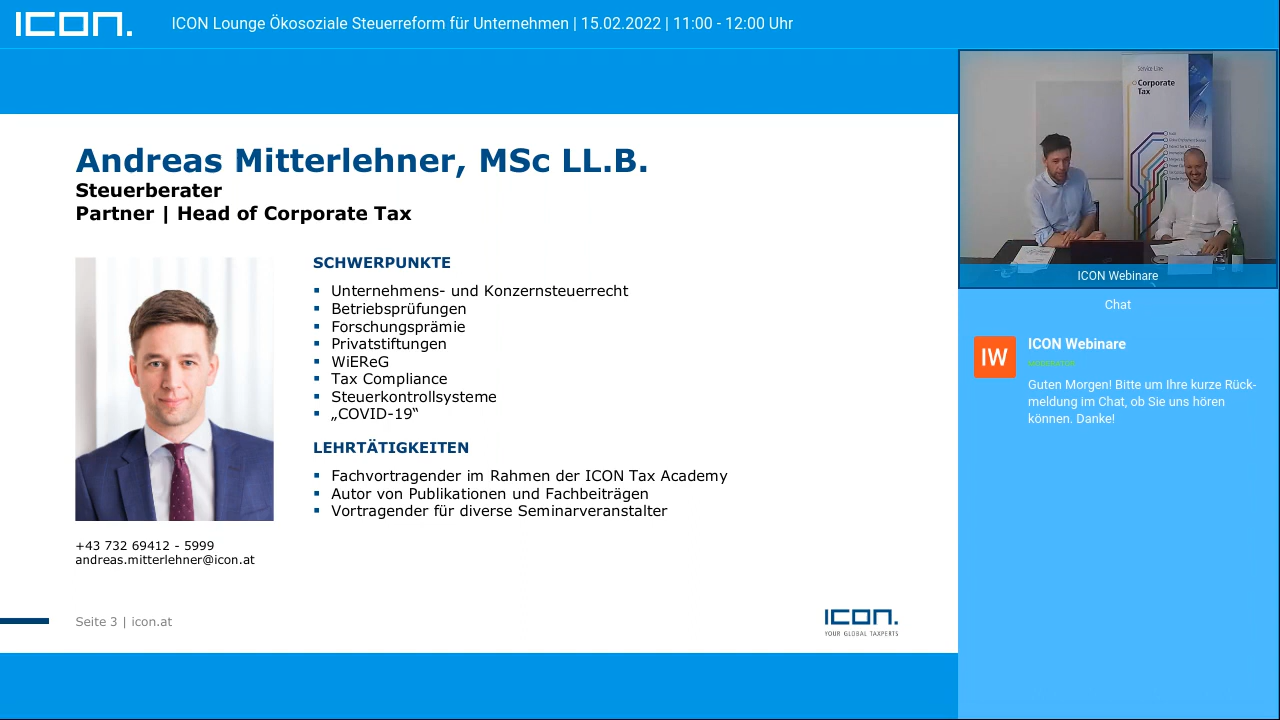 ICON.
ICON Lounge Ökosoziale Steuerreform für Unternehmen | 15.02.2022 | 11:00 - 12:00 Uhr
Andreas Mitterlehner, MSc LL.B.
Steuerberater
Partner | Head of Corporate Tax
SCHWERPUNKTE
Unternehmens- und Konzernsteuerrecht
Betriebsprüfungen
Forschungsprämie
Privatstiftungen
WiEReG
Tax Compliance
Steuerkontrollsysteme
„COVID-19“
LEHRTÄTIGKEITEN
Fachvortragender im Rahmen der ICON Tax Academy
Autor von Publikationen und Fachbeiträgen
Vortragender für diverse Seminarveranstalter
+43 732 69412 - 5999
andreas.mitterlehner@icon.at
Seite 3 | icon.at
ICON.
YOUR GLOBAL TAXPERTS
Service Line
Corporate
Tax
ICON Webinare
Chat
IW
ICON Webinare
MODERATOR
Guten Morgen! Bitte um Ihre kurze Rück-
meldung im Chat, ob Sie uns hören
können. Danke!